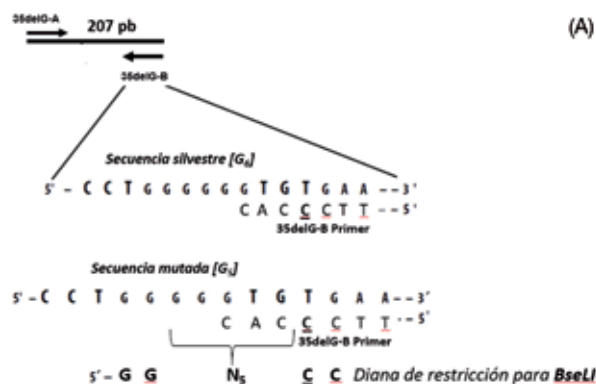 35delG-A
207 pb
(A)
35delG-B
Secuencia silvestre [G₆]
5' - C C T G G G G G G T G T G A A --3'
C A C C C T T --5'
35delG-B Primer
Secuencia mutada [G₅]
5' - C C T G G G G G T G T G A A--3'
C A C C C T T --5'
35delG-B Primer
5´- G G N₅ C C Diana de restricción para BseLI